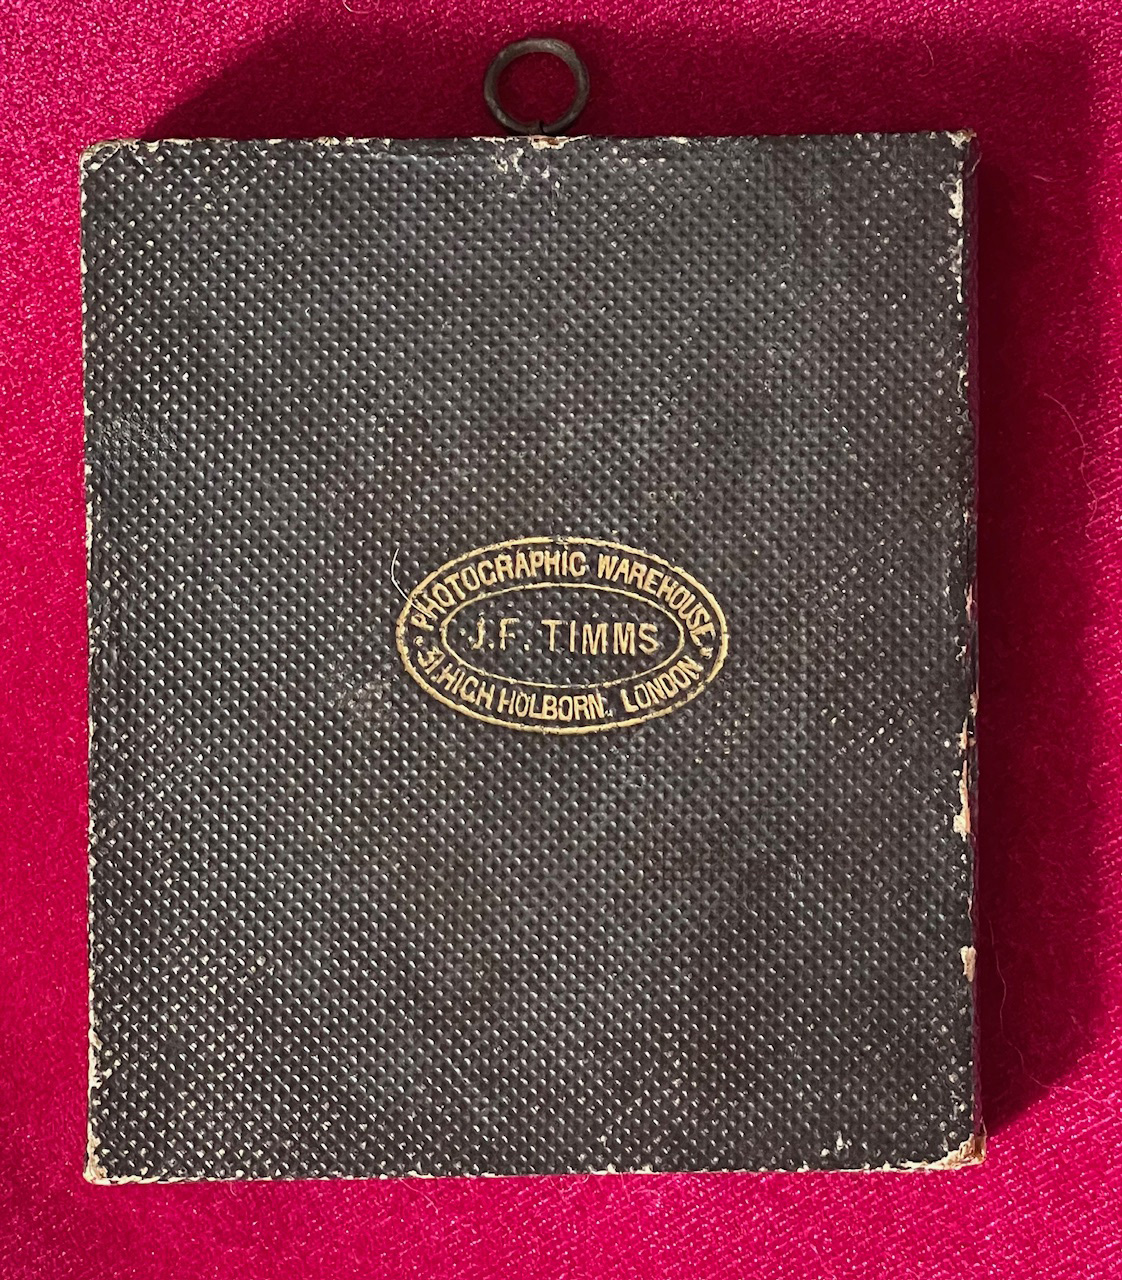 PHOTOGRAPHIC WAREHOUSE
J.F. TIMMS
31. HIGH HOLBORN. LONDON